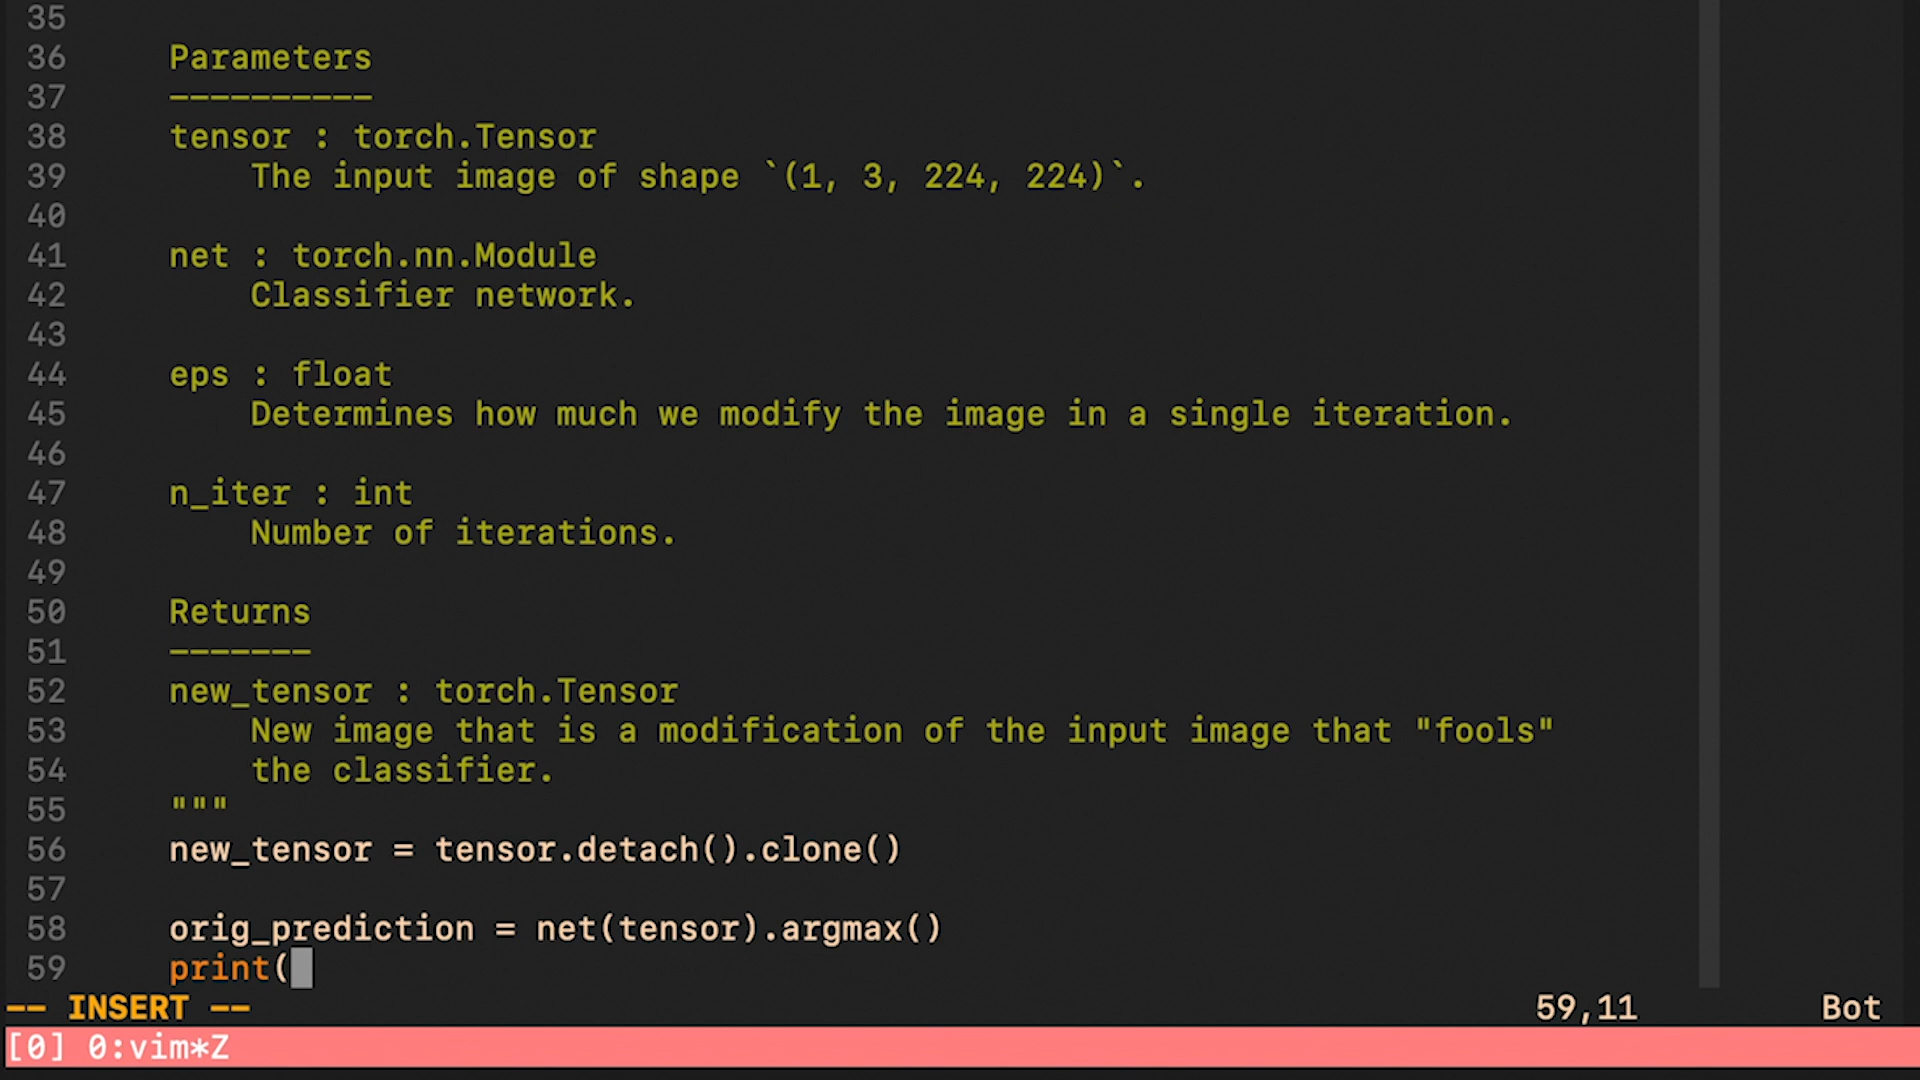 35
36 Parameters
37 ----------
38 tensor : torch.Tensor
39 The input image of shape `(1, 3, 224, 224)`.
40
41 net : torch.nn.Module
42 Classifier network.
43
44 eps : float
45 Determines how much we modify the image in a single iteration.
46
47 n_iter : int
48 Number of iterations.
49
50 Returns
51 -------
52 new_tensor : torch.Tensor
53 New image that is a modification of the input image that "fools"
54 the classifier.
55 """
56 new_tensor = tensor.detach().clone()
57
58 orig_prediction = net(tensor).argmax()
59 print(
-- INSERT -- 59,11 Bot
[0] 0:vim*Z